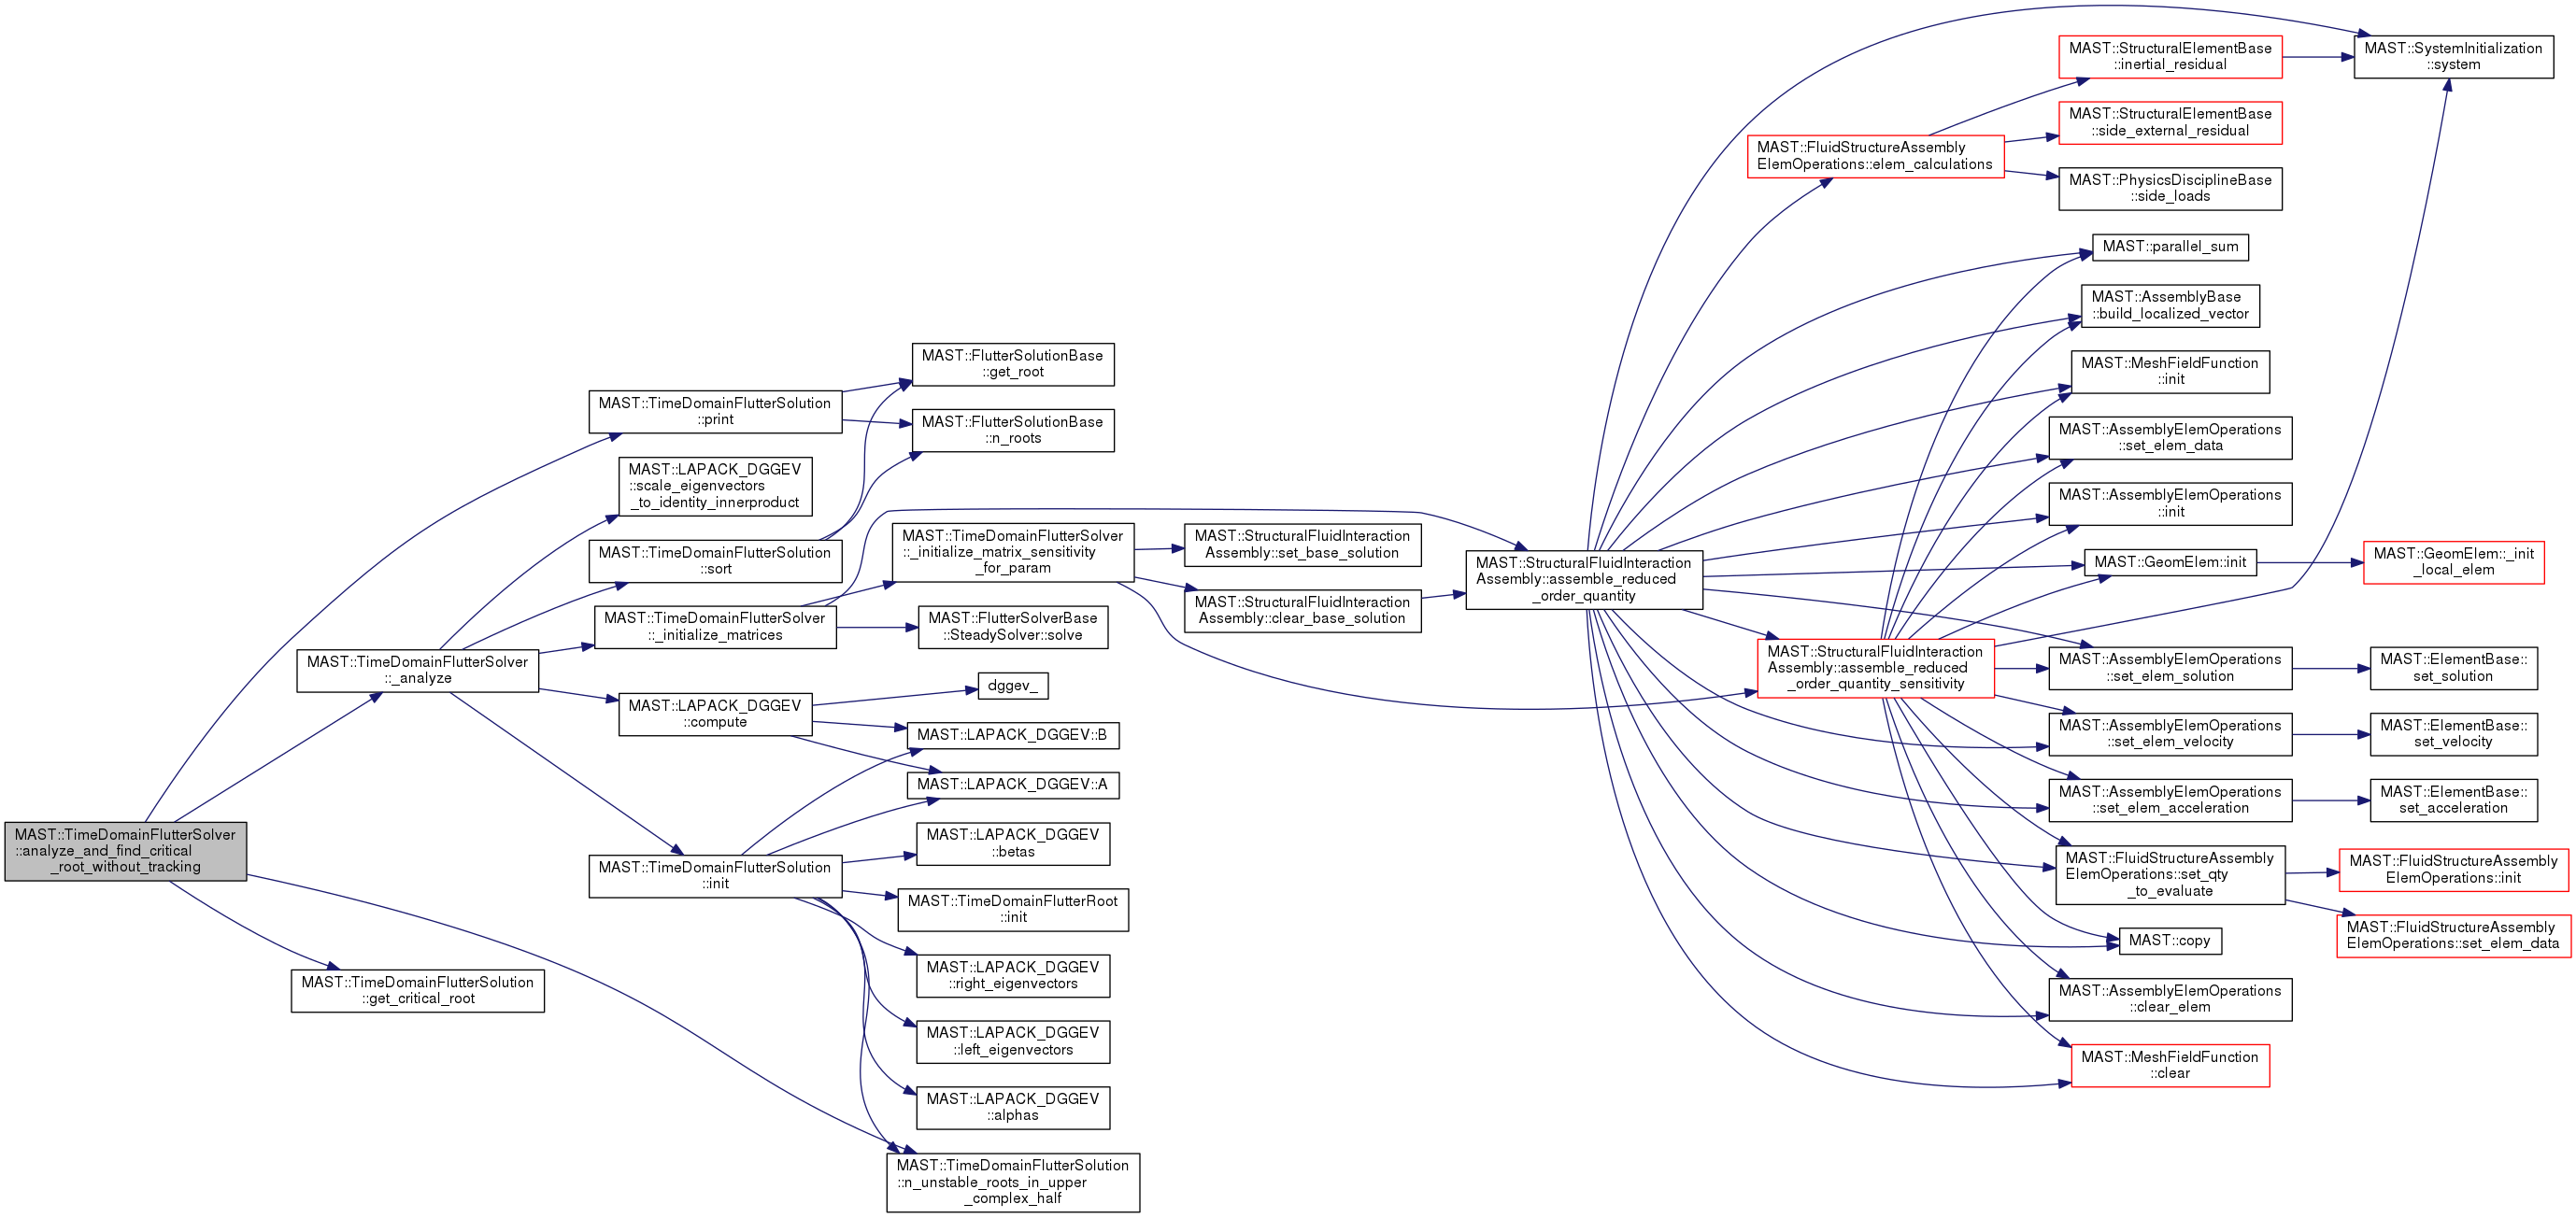 MAST::TimeDomainFlutterSolver
::analyze_and_find_critical
_root_without_tracking
MAST::TimeDomainFlutterSolver
::_analyze
MAST::TimeDomainFlutterSolution
::get_critical_root
MAST::TimeDomainFlutterSolution
::print
MAST::LAPACK_DGGEV
::scale_eigenvectors
_to_identity_innerproduct
MAST::TimeDomainFlutterSolution
::sort
MAST::TimeDomainFlutterSolver
::_initialize_matrices
MAST::LAPACK_DGGEV
::compute
MAST::TimeDomainFlutterSolution
::init
MAST::FlutterSolutionBase
::get_root
MAST::FlutterSolutionBase
::n_roots
MAST::TimeDomainFlutterSolver
::_initialize_matrix_sensitivity
_for_param
MAST::FlutterSolverBase
::SteadySolver::solve
dggev_
MAST::LAPACK_DGGEV::B
MAST::LAPACK_DGGEV::A
MAST::LAPACK_DGGEV
::betas
MAST::TimeDomainFlutterRoot
::init
MAST::LAPACK_DGGEV
::right_eigenvectors
MAST::LAPACK_DGGEV
::left_eigenvectors
MAST::LAPACK_DGGEV
::alphas
MAST::TimeDomainFlutterSolution
::n_unstable_roots_in_upper
_complex_half
MAST::StructuralFluidInteraction
Assembly::set_base_solution
MAST::StructuralFluidInteraction
Assembly::clear_base_solution
MAST::StructuralFluidInteraction
Assembly::assemble_reduced
_order_quantity
MAST::FluidStructureAssembly
ElemOperations::elem_calculations
MAST::StructuralFluidInteraction
Assembly::assemble_reduced
_order_quantity_sensitivity
MAST::StructuralElementBase
::inertial_residual
MAST::StructuralElementBase
::side_external_residual
MAST::PhysicsDisciplineBase
::side_loads
MAST::parallel_sum
MAST::AssemblyBase
::build_localized_vector
MAST::MeshFieldFunction
::init
MAST::AssemblyElemOperations
::set_elem_data
MAST::AssemblyElemOperations
::init
MAST::GeomElem::init
MAST::AssemblyElemOperations
::set_elem_solution
MAST::AssemblyElemOperations
::set_elem_velocity
MAST::AssemblyElemOperations
::set_elem_acceleration
MAST::FluidStructureAssembly
ElemOperations::set_qty
_to_evaluate
MAST::copy
MAST::AssemblyElemOperations
::clear_elem
MAST::MeshFieldFunction
::clear
MAST::SystemInitialization
::system
MAST::GeomElem::_init
_local_elem
MAST::ElementBase::
set_solution
MAST::ElementBase::
set_velocity
MAST::ElementBase::
set_acceleration
MAST::FluidStructureAssembly
ElemOperations::init
MAST::FluidStructureAssembly
ElemOperations::set_elem_data